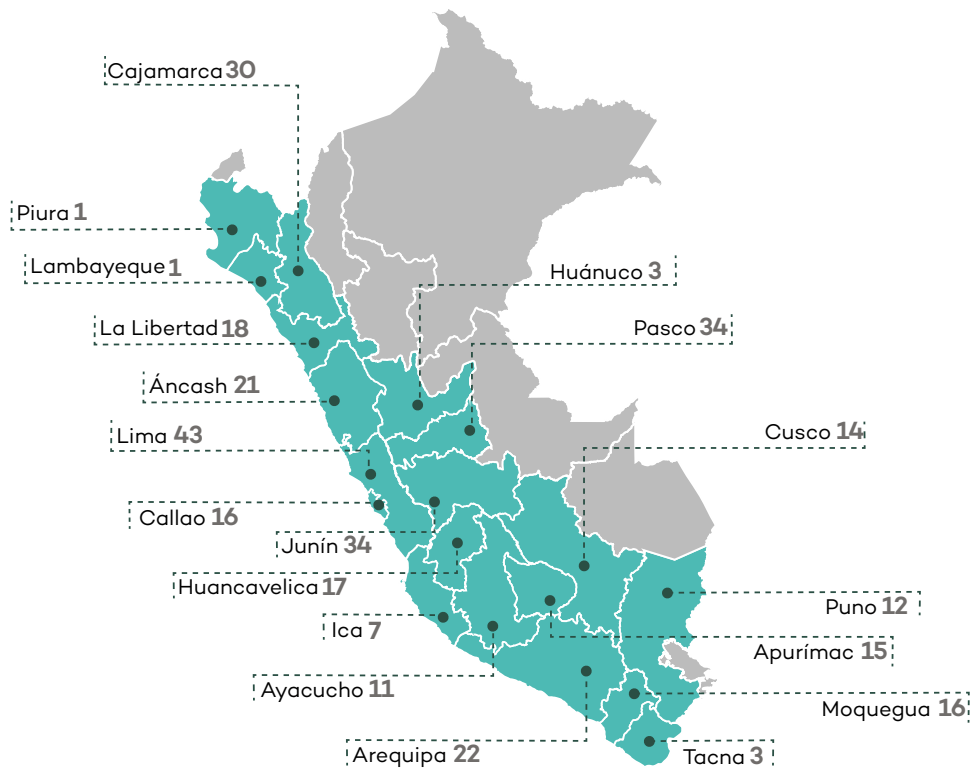 Cajamarca 30
Piura 1
Lambayeque 1
Huánuco 3
La Libertad 18
Pasco 34
Áncash 21
Lima 43
Cusco 14
Callao 16
Junín 34
Huancavelica 17
Puno 12
Ica 7
Apurímac 15
Ayacucho 11
Moquegua 16
Arequipa 22
Tacna 3